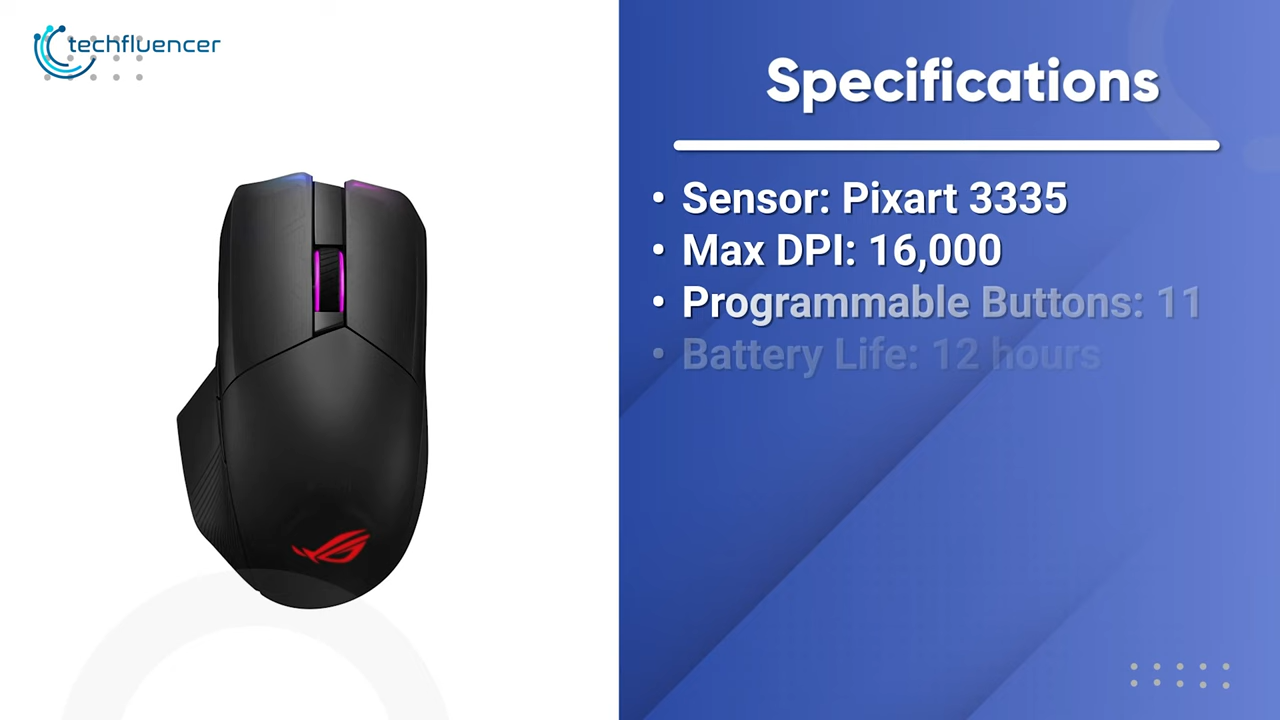 techfluencer
Specifications
• Sensor: Pixart 3335
• Max DPI: 16,000
• Programmable Buttons: 11
• Battery Life: 12 hours